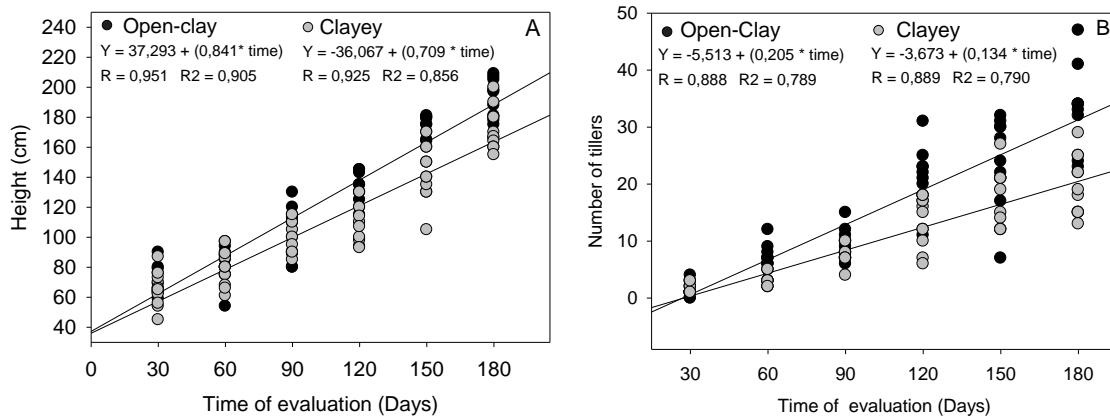 A
Open-clay Clayey
Y = 37,293 + (0,841* time) Y = -36,067 + (0,709 * time)
R = 0,951 R2 = 0,905 R = 0,925 R2 = 0,856
240
220
200
180
160
140
120
100
80
60
40
Height (cm)
0 30 60 90 120 150 180
Time of evaluation (Days)
B
Open-Clay Clayey
Y = -5,513 + (0,205 * time) Y = -3,673 + (0,134 * time)
R = 0,888 R2 = 0,789 R = 0,889 R2 = 0,790
50
40
30
20
10
0
Number of tillers
30 60 90 120 150 180
Time of evaluation (Days)